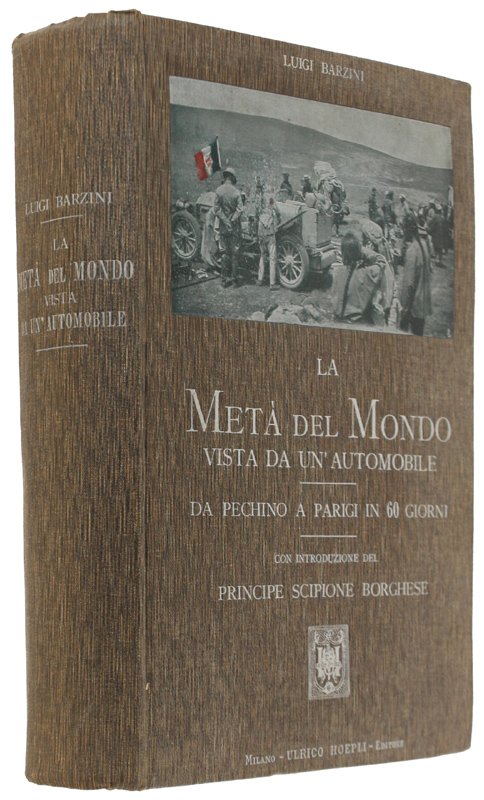 LUIGI BARZINI
LA
METÀ DEL MONDO
VISTA
DA UN'AUTOMOBILE
LUIGI BARZINI
LA
METÀ DEL MONDO
VISTA DA UN'AUTOMOBILE
DA PECHINO A PARIGI IN 60 GIORNI
CON INTRODUZIONE DEL
PRINCIPE SCIPIONE BORGHESE
MILANO - ULRICO HOEPLI - EDITORE